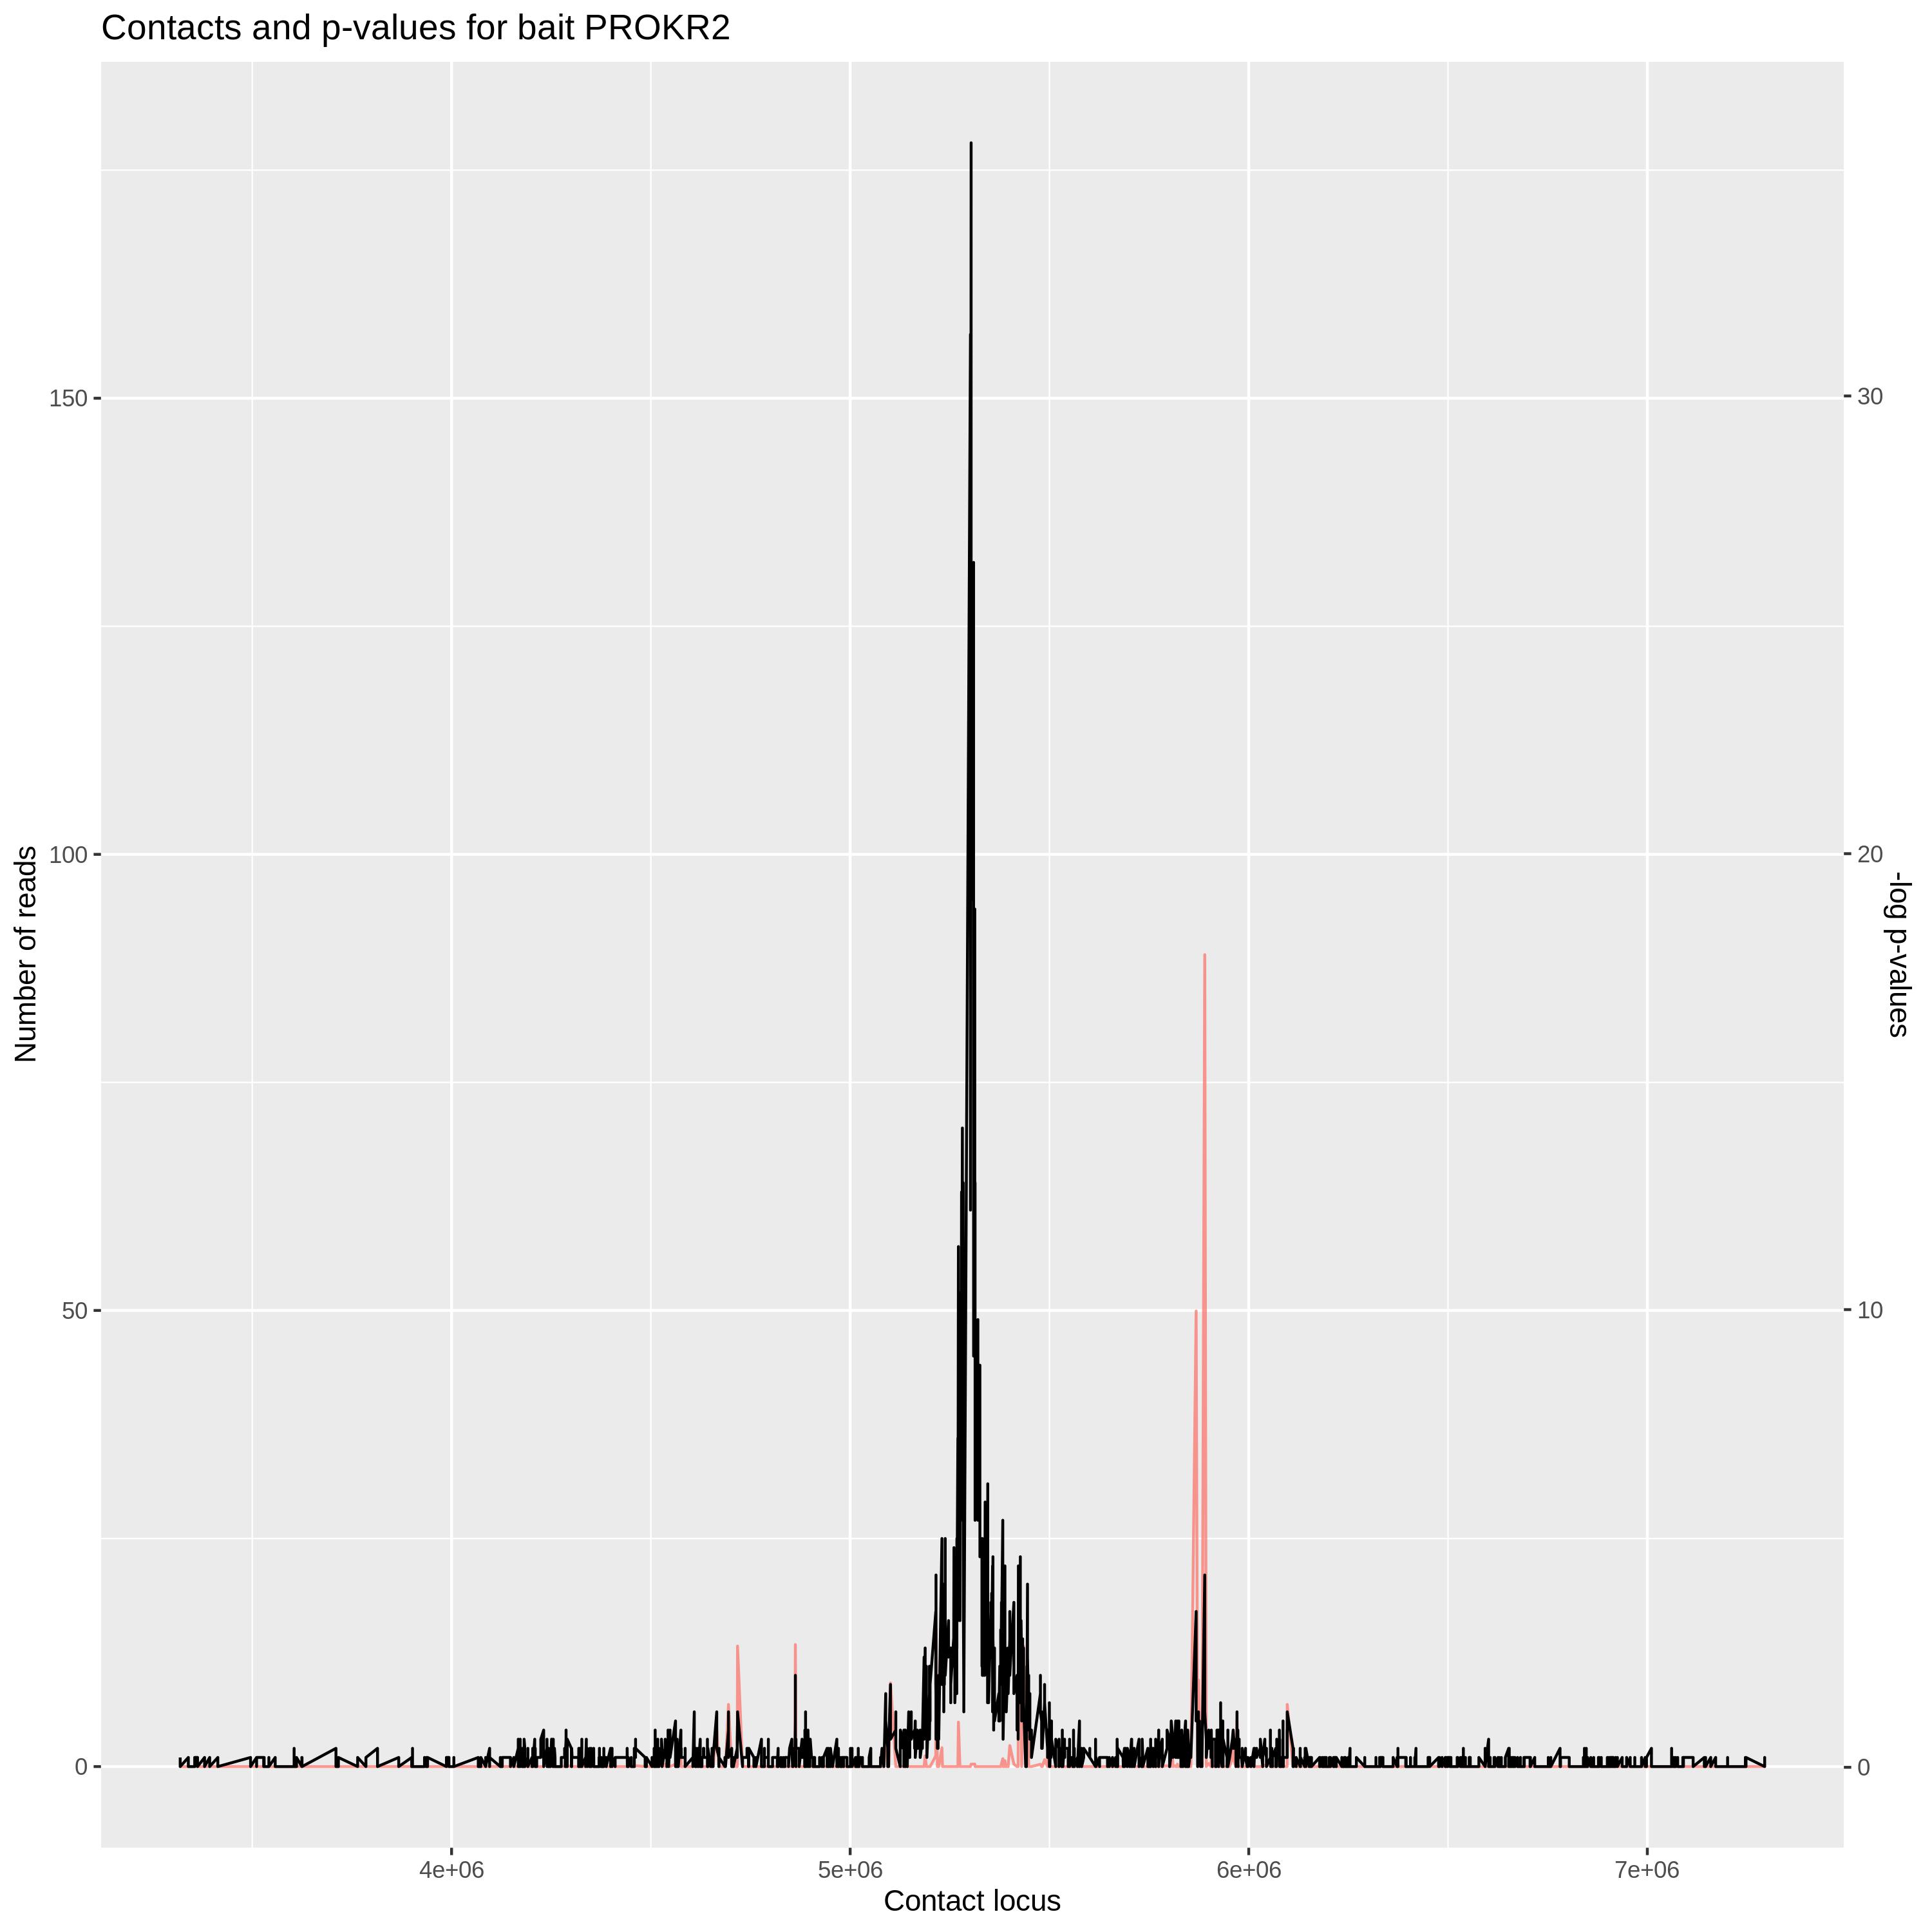 Contacts and p-values for bait PROKR2
150
100
50
0
30
20
10
0
Number of reads
-log p-values
4e+06
5e+06
6e+06
7e+06
Contact locus